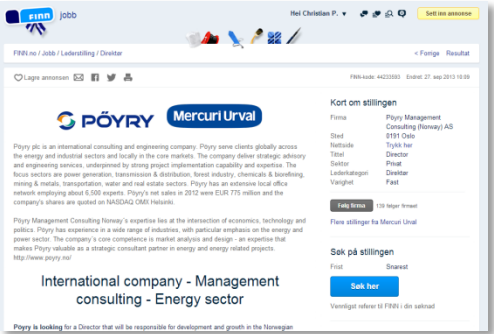 FINN jobb
Hei Christian P. ▼
Sett inn annonse
FINN.no / Jobb / Lederstilling / Direktør
< Forrige Resultat
Lagre annonsen
FINN-kode: 44233593 Endret: 27. sep 2013 10:09
PÖYRY
Mercuri Urval
Pöyry plc is an international consulting and engineering company. Pöyry serve clients globally across
the energy and industrial sectors and locally in the core markets. The company deliver strategic advisory
and engineering services, underpinned by strong project implementation capability and expertise. The
focus sectors are power generation, transmission & distribution, forest industry, chemicals & biorefining,
mining & metals, transportation, water and real estate sectors. Pöyry has an extensive local office
network employing about 6,500 experts. Pöyry's net sales in 2012 were EUR 775 million and the
company's shares are quoted on NASDAQ OMX Helsinki.
Pöyry Management Consulting Norway's expertise lies at the intersection of economics, technology and
politics. Pöyry has experience in a wide range of industries, with particular emphasis on the energy and
power sector. The company's core competence is market analysis and design - an expertise that
makes Pöyry valuable as a strategic consultant partner in energy and energy related projects.
http://www.poyry.no/
International company - Management
consulting - Energy sector
Pöyry is looking for a Director that will be responsible for development and growth in the Norwegian
Kort om stillingen
Firma Pöyry Management
Consulting (Norway) AS
Sted 0191 Oslo
Nettside Trykk her
Tittel Director
Sektor Privat
Lederkategori Direktør
Varighet Fast
Følg firma 139 følger firmaet
Flere stillinger fra Mercuri Urval
Søk på stillingen
Frist Snarest
Søk her
Vennligst referer til FINN i din søknad